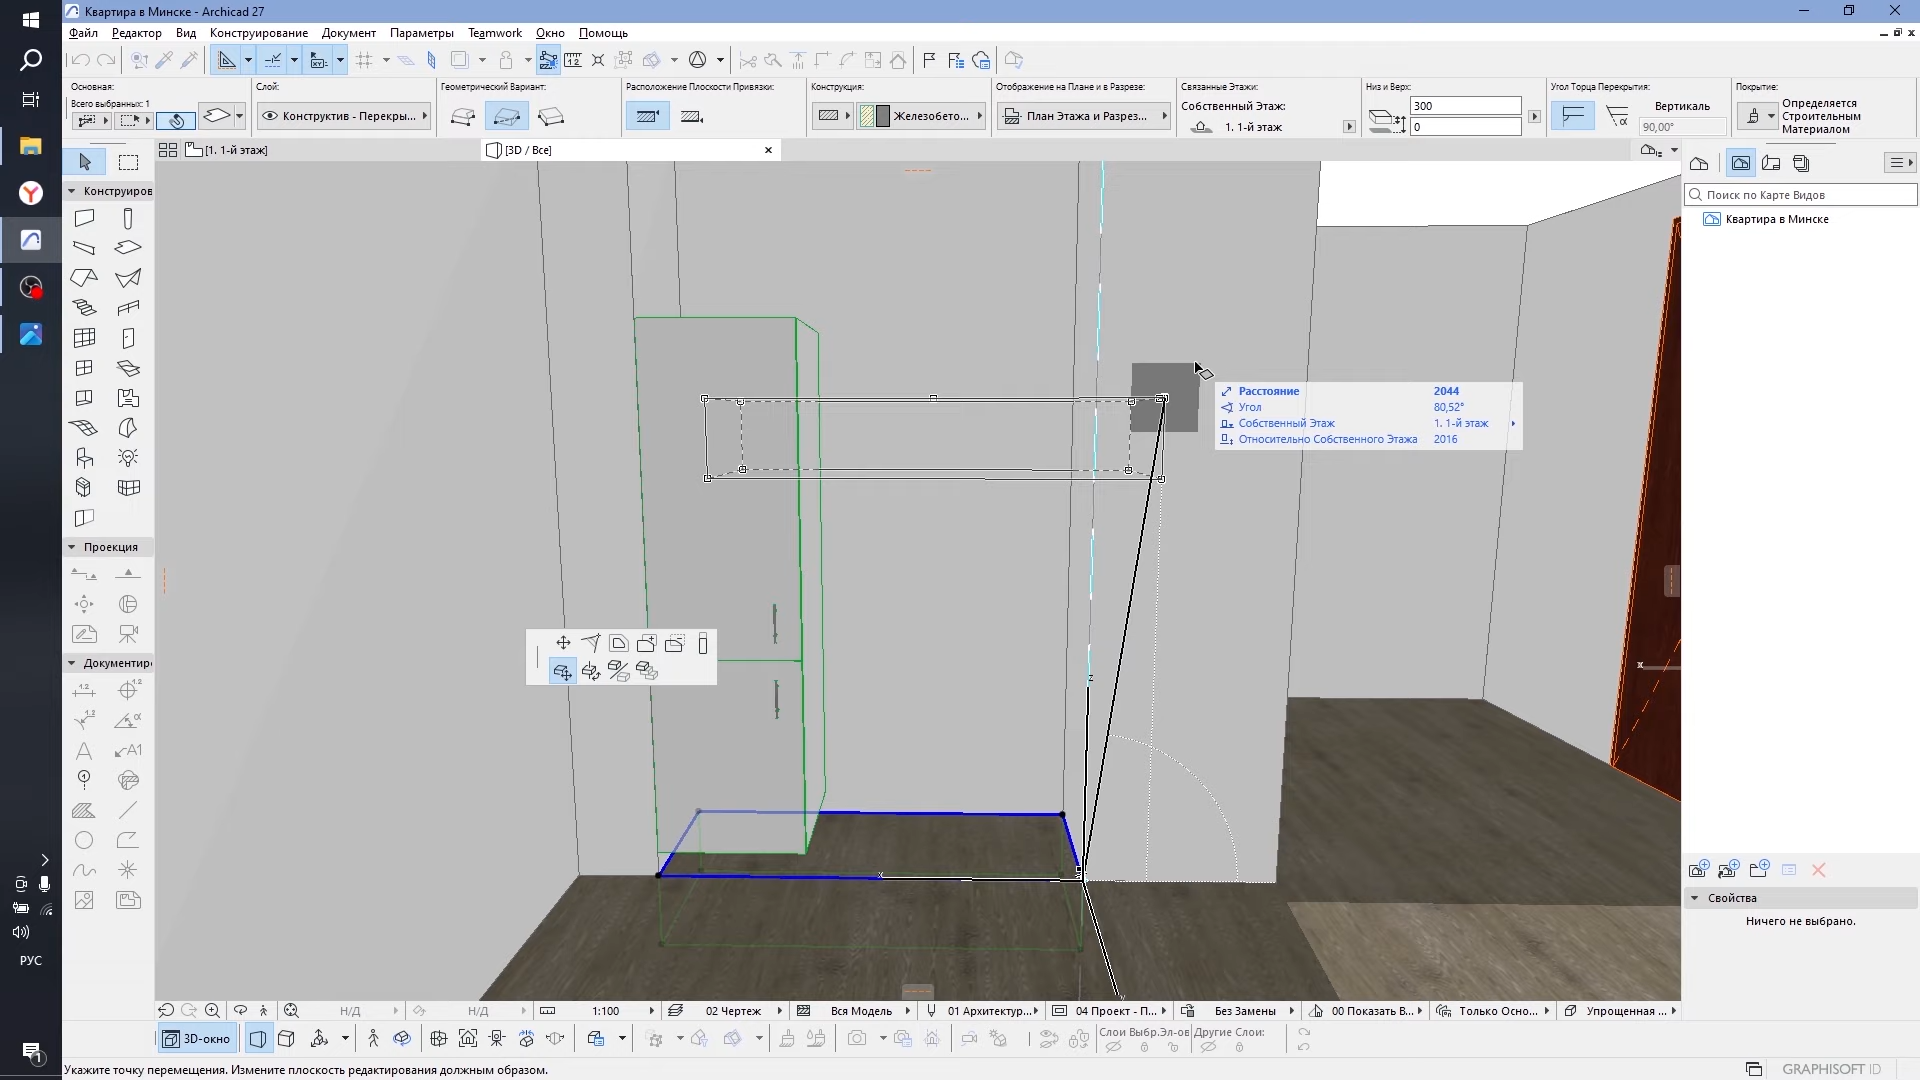 Квартира в Минске - Archicad 27
Файл Редактор Вид Конструирование Документ Параметры Teamwork Окно Помощь
Основная:
Всего выбранных: 1
Слой:
Конструктив - Перекры...
Геометрический Вариант:
Расположение Плоскости Привязки:
Конструкция:
Железобето...
Отображение на Плане и в Разрезе:
План Этажа и Разрез...
Связанные Этажи:
Собственный Этаж:
1. 1-й этаж
Низ и Верх:
300
0
Угол Торца Перекрытия:
Вертикаль
90,00°
Покрытие:
Определяется
Строительным
Материалом
[1. 1-й этаж]
[3D / Все]
Конструиров
Проекция
Документиро
Поиск по Карте Видов
Квартира в Минске
Расстояние 2044
Угол 80,52°
Собственный Этаж 1. 1-й этаж
Относительно Собственного Этажа 2016
z
x
x
y
Свойства
Ничего не выбрано.
РУС
1
Н/Д
Н/Д
1:100
02 Чертеж
Вся Модель
01 Архитектур...
04 Проект - П...
Без Замены
00 Показать В...
Только Осно...
Упрощенная ...
3D-окно
Слои Выбр.Эл-ов
Другие Слои:
Укажите точку перемещения. Измените плоскость редактирования должным образом.
GRAPHISOFT ID